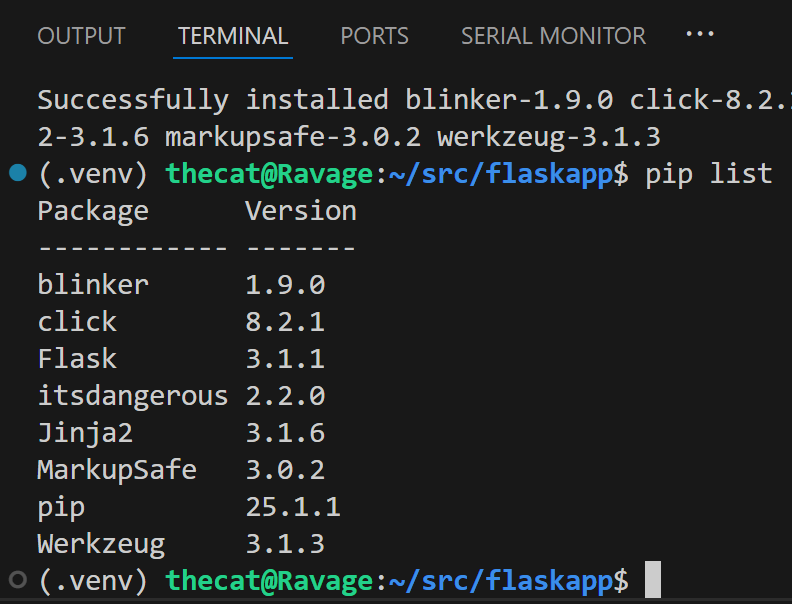 OUTPUT TERMINAL PORTS SERIAL MONITOR ...
Successfully installed blinker-1.9.0 click-8.2.
2-3.1.6 markupsafe-3.0.2 werkzeug-3.1.3
(.venv) thecat@Ravage:~/src/flaskapp$ pip list
Package      Version
------------ -------
blinker      1.9.0
click        8.2.1
Flask        3.1.1
itsdangerous 2.2.0
Jinja2       3.1.6
MarkupSafe   3.0.2
pip          25.1.1
Werkzeug     3.1.3
(.venv) thecat@Ravage:~/src/flaskapp$